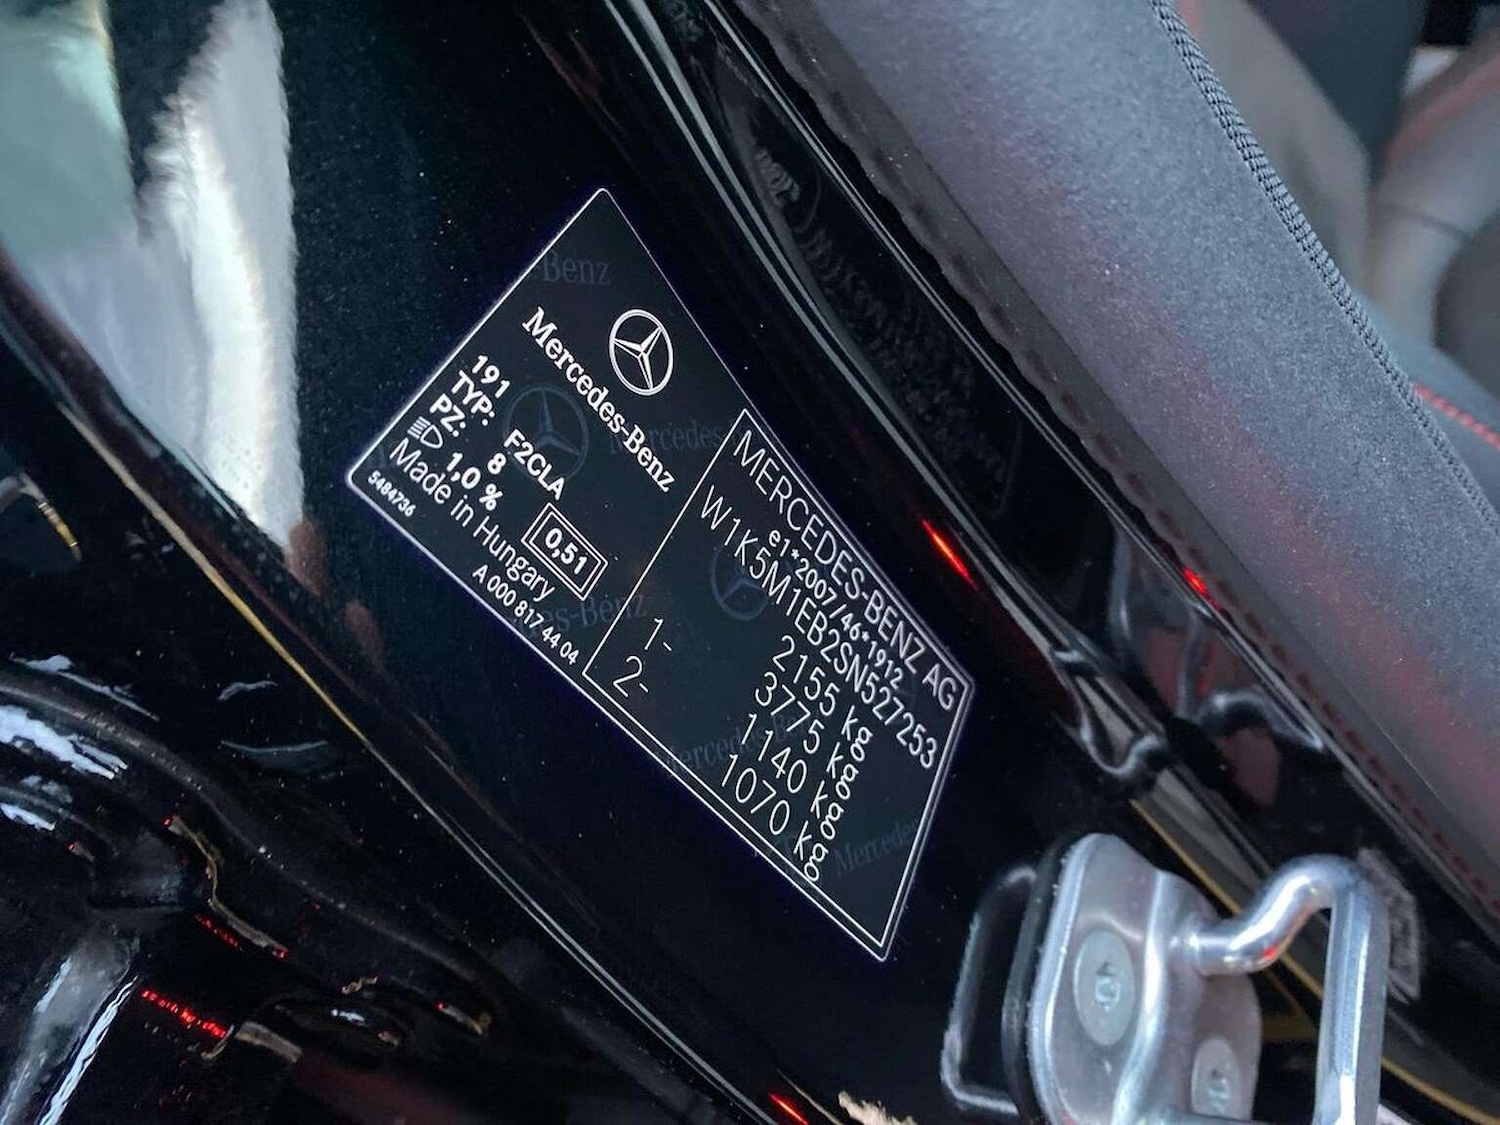 Mercedes-Benz
191
TYP: F2CLA
PZ: 8
1,0 %
0,51
Made in Hungary
A 000 817 44 04
5484736
MERCEDES-BENZ AG
e1*2007/46*1912
W1K5M1EB2SN527253
2155 kg
3775 kg
1- 1140 kg
2- 1070 kg